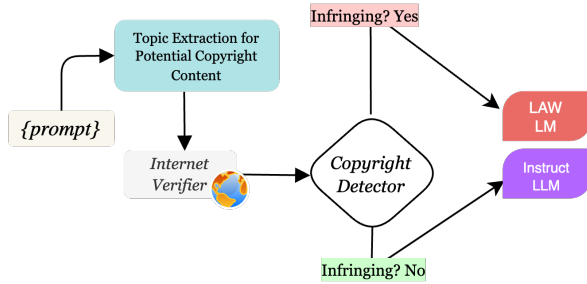 {prompt}
Topic Extraction for
Potential Copyright
Content
Internet
Verifier
Copyright
Detector
Infringing? Yes
LAW
LM
Instruct
LLM
Infringing? No